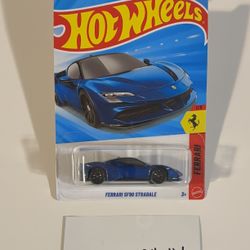 Hot Wheels
FERRARI
FERRARI SF90 STRADALE
3+